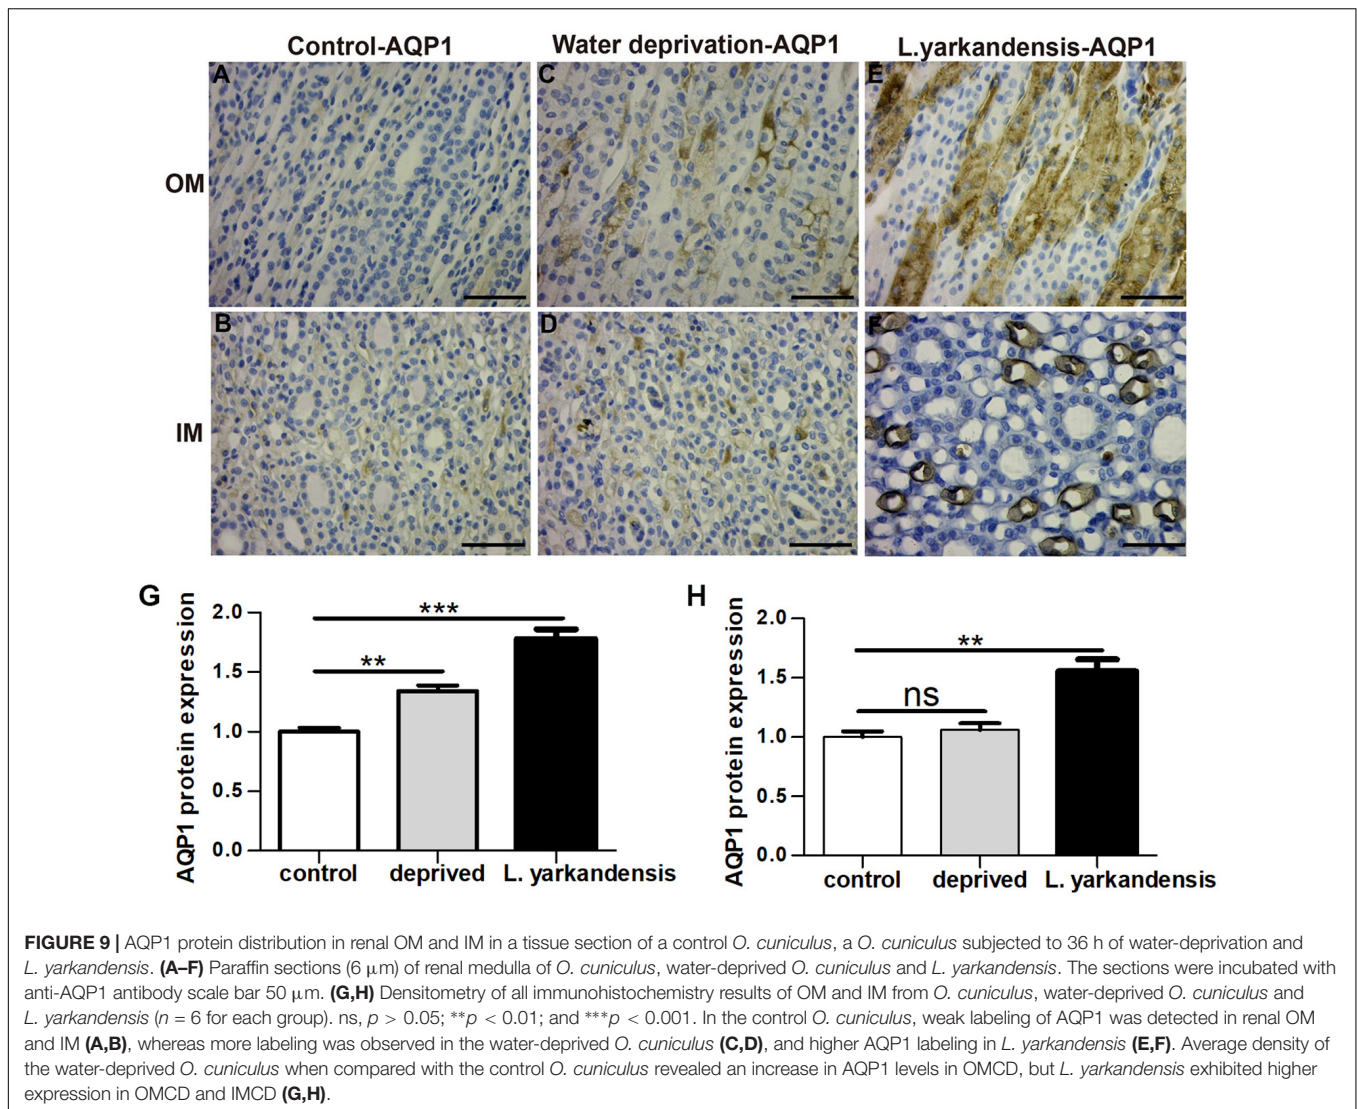 Control-AQP1 Water deprivation-AQP1 L.yarkandensis-AQP1
A C E
OM
B D F
IM
G
AQP1 protein expression
2.0
1.5
1.0
0.5
0.0
***
**
control deprived L. yarkandensis
H
AQP1 protein expression
2.0
1.5
1.0
0.5
0.0
**
ns
control deprived L. yarkandensis
FIGURE 9 | AQP1 protein distribution in renal OM and IM in a tissue section of a control O. cuniculus, a O. cuniculus subjected to 36 h of water-deprivation and
L. yarkandensis. (A–F) Paraffin sections (6 μm) of renal medulla of O. cuniculus, water-deprived O. cuniculus and L. yarkandensis. The sections were incubated with
anti-AQP1 antibody scale bar 50 μm. (G,H) Densitometry of all immunohistochemistry results of OM and IM from O. cuniculus, water-deprived O. cuniculus and
L. yarkandensis (n = 6 for each group). ns, p > 0.05; **p < 0.01; and ***p < 0.001. In the control O. cuniculus, weak labeling of AQP1 was detected in renal OM
and IM (A,B), whereas more labeling was observed in the water-deprived O. cuniculus (C,D), and higher AQP1 labeling in L. yarkandensis (E,F). Average density of
the water-deprived O. cuniculus when compared with the control O. cuniculus revealed an increase in AQP1 levels in OMCD, but L. yarkandensis exhibited higher
expression in OMCD and IMCD (G,H).